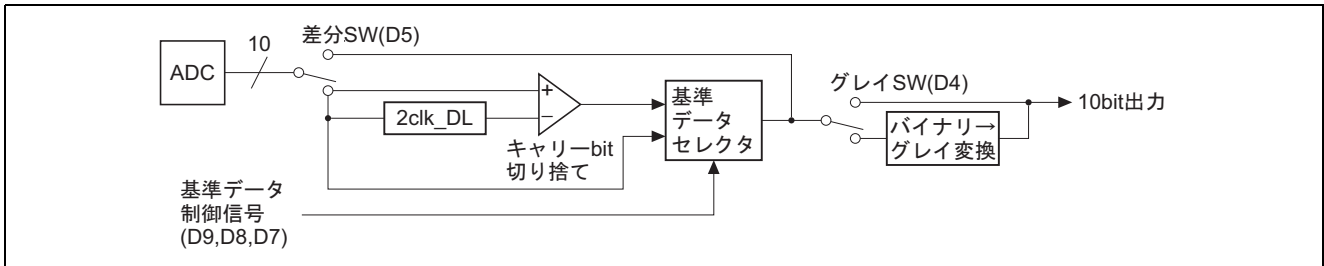 ADC
10
差分SW(D5)
2clk_DL
+
−
キャリーbit
切り捨て
基準
データ
セレクタ
基準データ
制御信号
(D9,D8,D7)
グレイSW(D4)
バイナリー→
グレイ変換
10bit出力